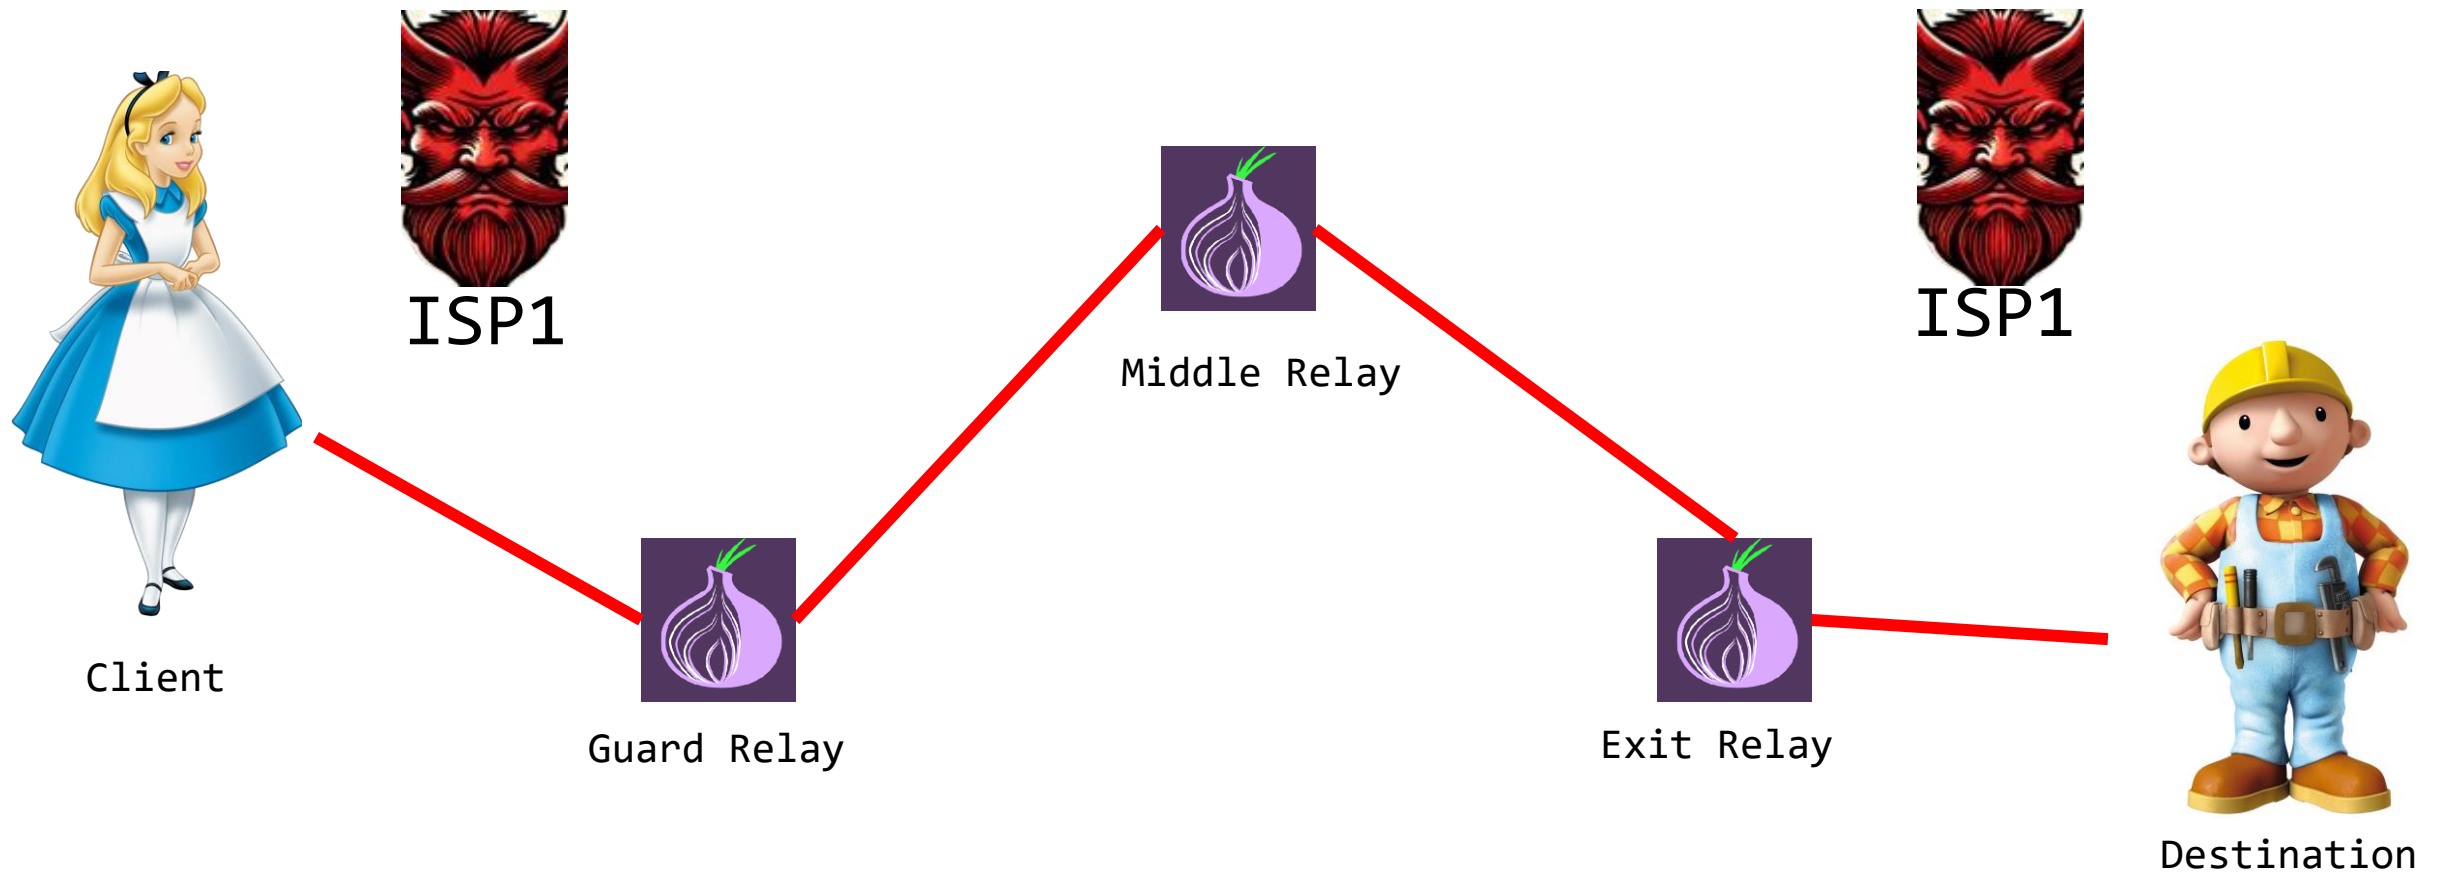 ISP1
ISP1
Middle Relay
Client
Guard Relay
Exit Relay
Destination